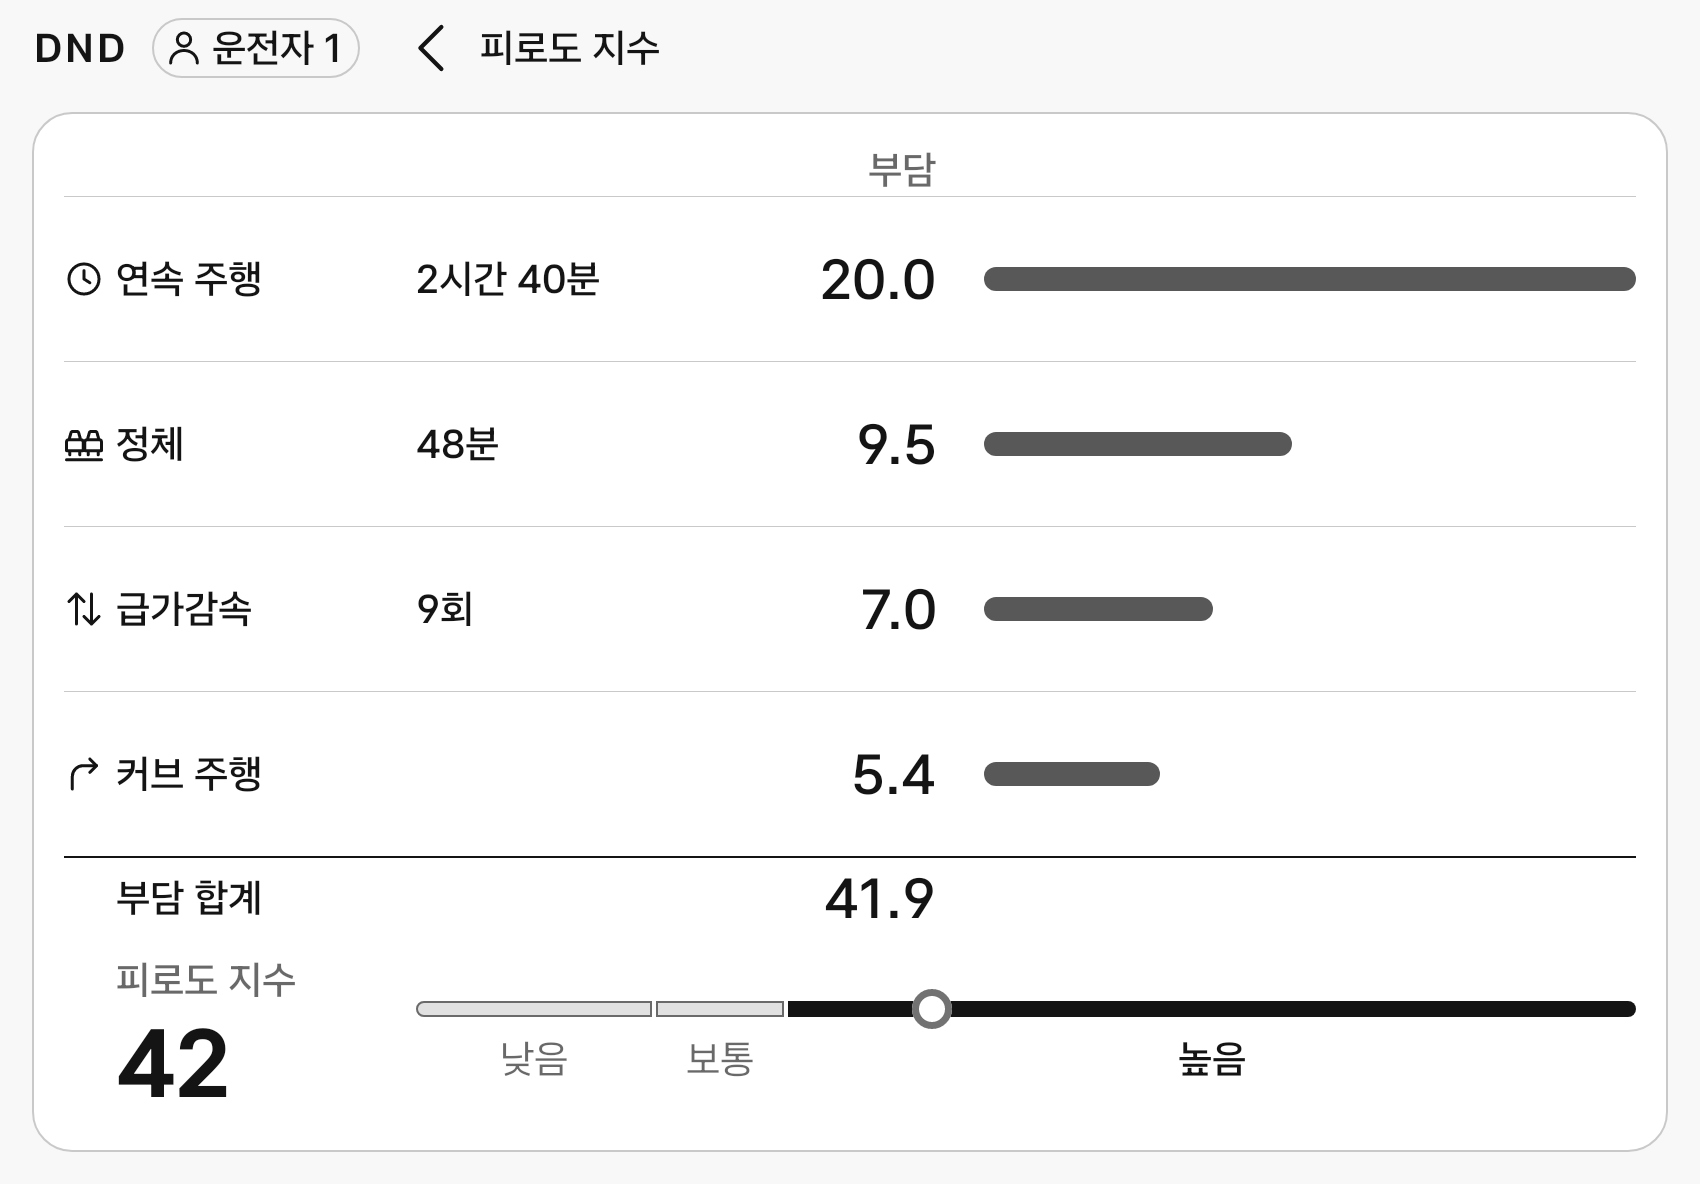 DND 운전자 1 피로도 지수
부담
연속 주행 2시간 40분 20.0
정체 48분 9.5
급가감속 9회 7.0
커브 주행 5.4
부담 합계 41.9
피로도 지수
42
낮음 보통 높음